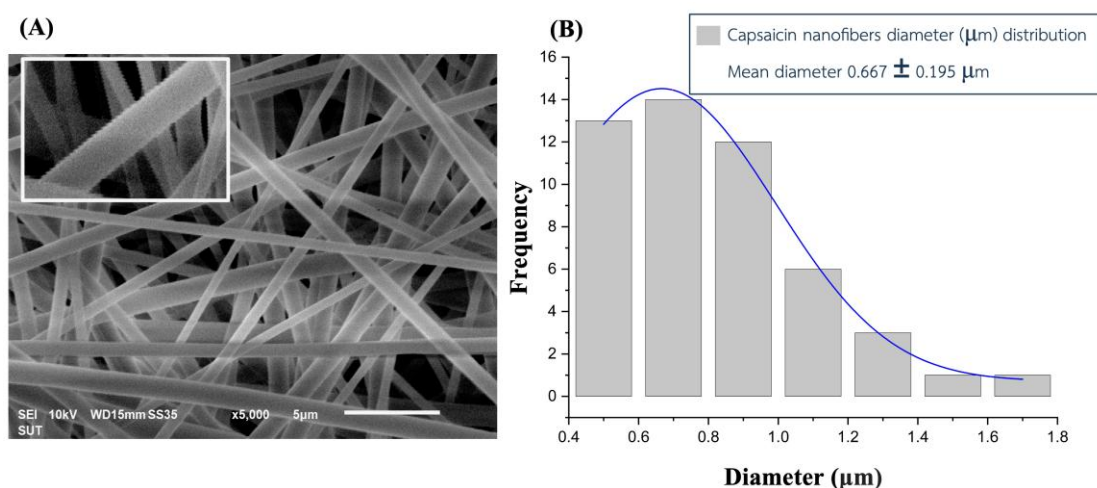 (A)
SEI 10kV WD15mm SS35 x5,000 5μm
SUT
(B)
Capsaicin nanofibers diameter (μm) distribution
Mean diameter 0.667 ± 0.195 μm
16
14
12
10
8
6
4
2
0
Frequency
0.4 0.6 0.8 1.0 1.2 1.4 1.6 1.8
Diameter (μm)